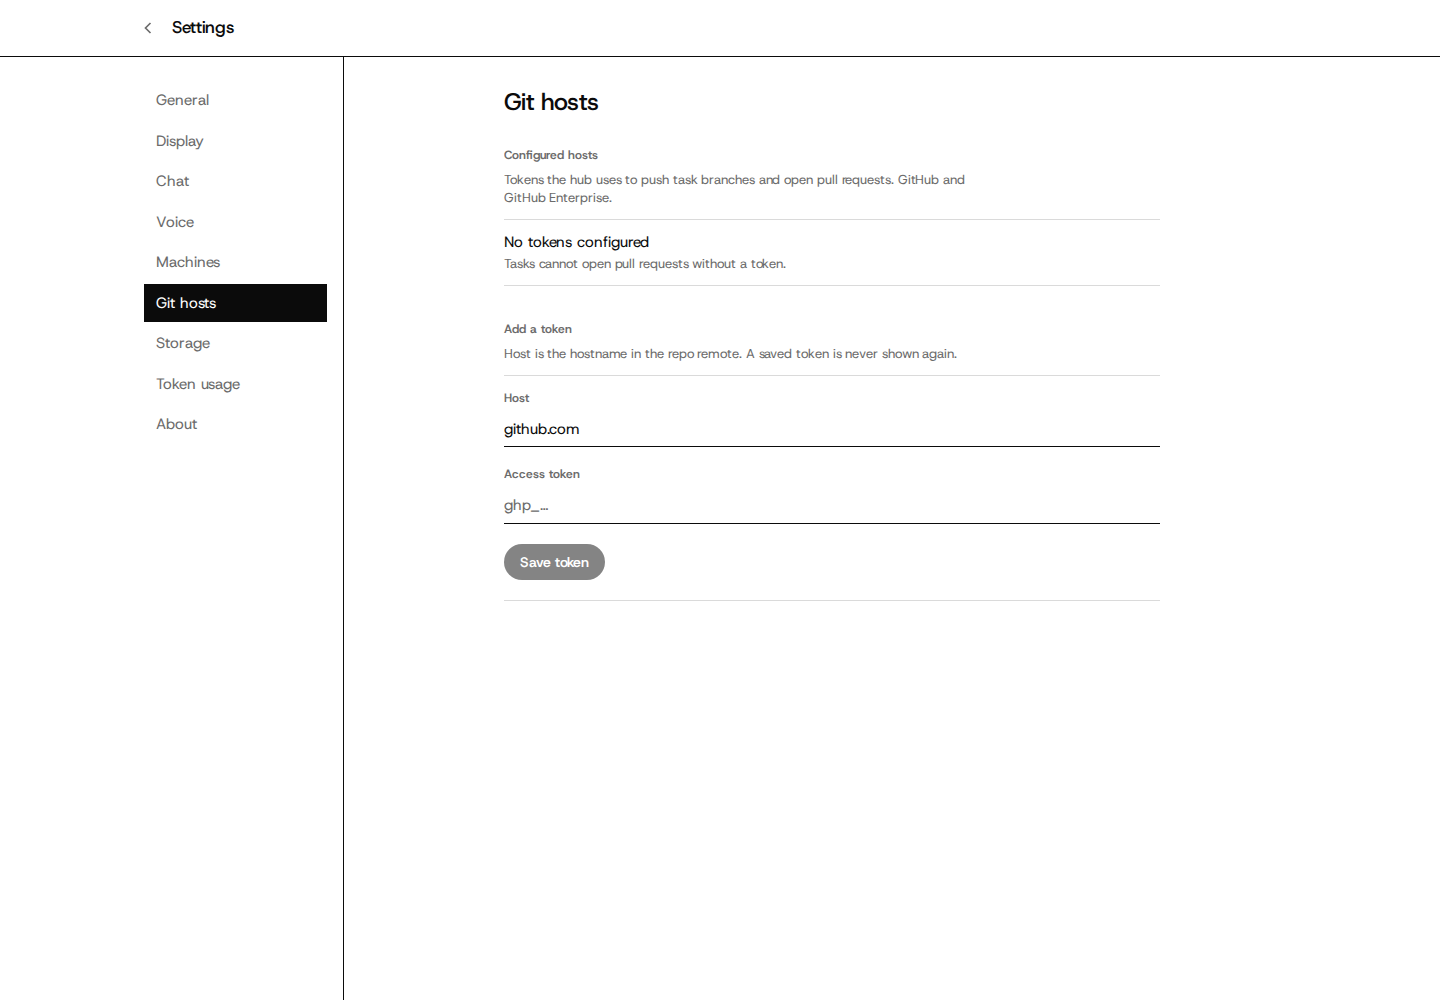 Settings
General
Display
Chat
Voice
Machines
Git hosts
Storage
Token usage
About
Git hosts
Configured hosts
Tokens the hub uses to push task branches and open pull requests. GitHub and
GitHub Enterprise.
No tokens configured
Tasks cannot open pull requests without a token.
Add a token
Host is the hostname in the repo remote. A saved token is never shown again.
Host
github.com
Access token
ghp_…
Save token